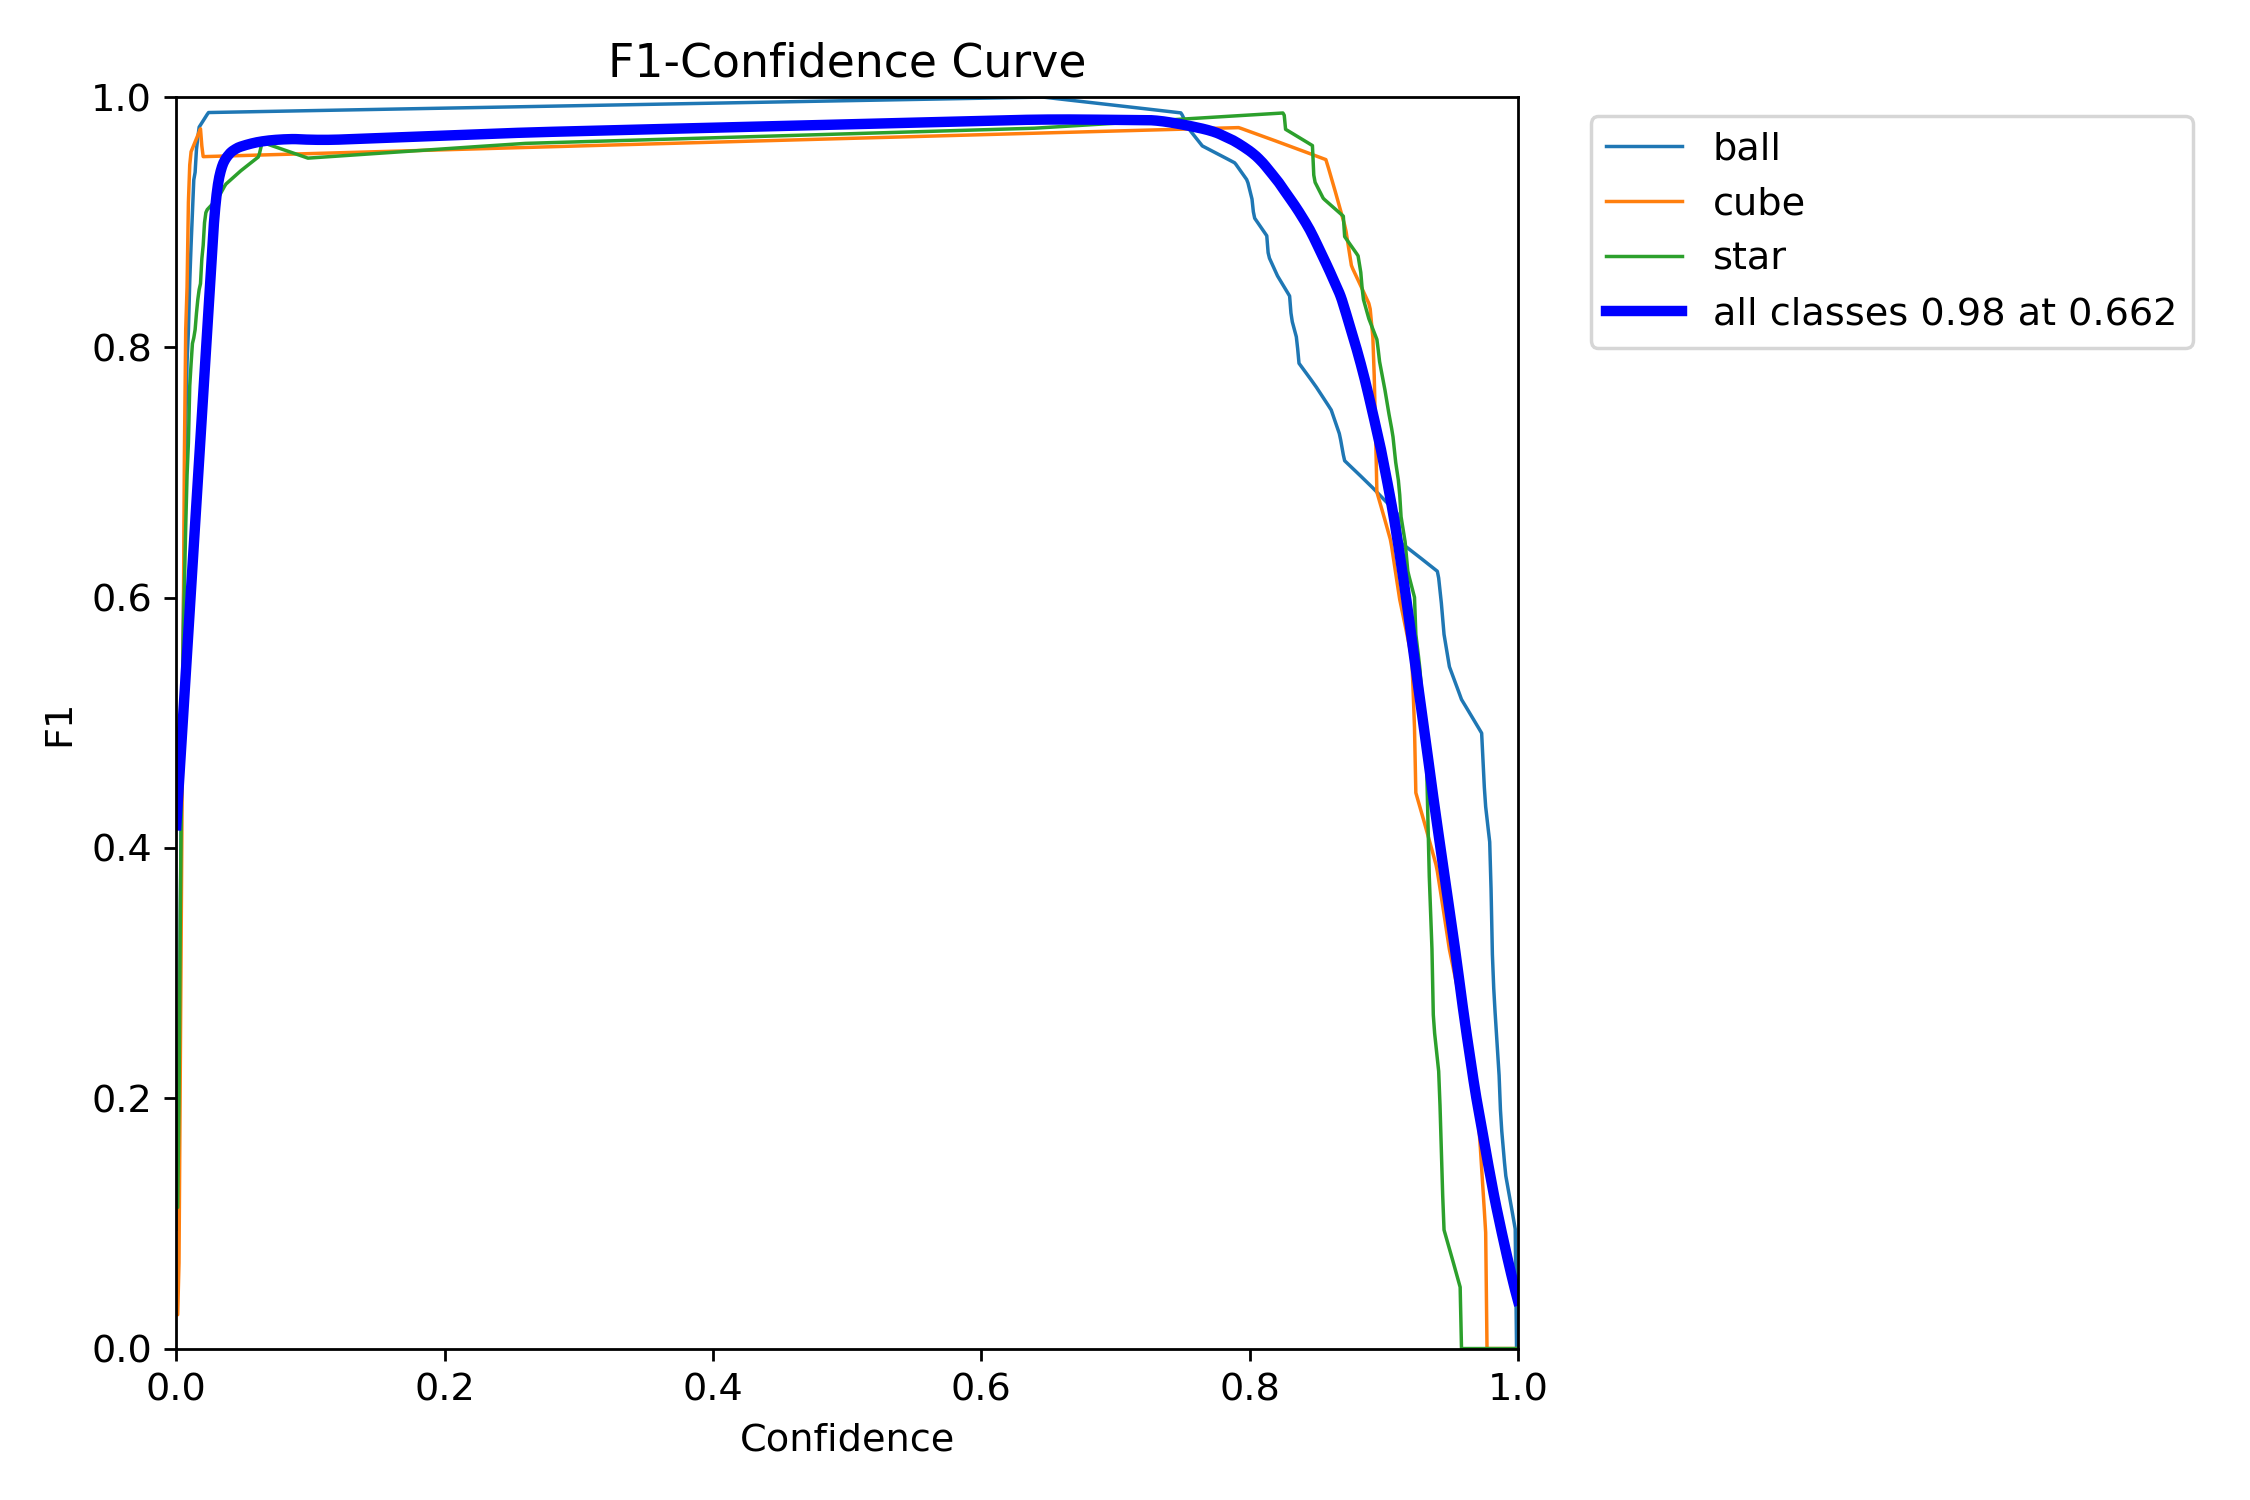 F1-Confidence Curve
1.0
0.8
0.6
0.4
0.2
0.0
F1
0.0 0.2 0.4 0.6 0.8 1.0
Confidence
ball
cube
star
all classes 0.98 at 0.662